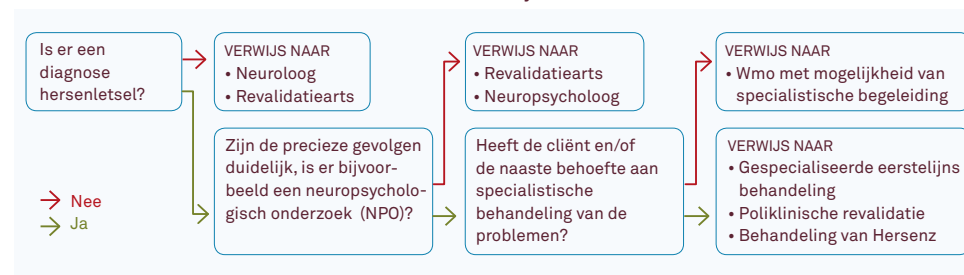 Is er een
diagnose
hersenletsel?
VERWIJS NAAR
• Neuroloog
• Revalidatiearts
VERWIJS NAAR
• Revalidatiearts
• Neuropsycholoog
VERWIJS NAAR
• Wmo met mogelijkheid van
specialistische begeleiding
Zijn de precieze gevolgen
duidelijk, is er bijvoor-
beeld een neuropsycholo-
gisch onderzoek (NPO)?
Heeft de cliënt en/of
de naaste behoefte aan
specialistische
behandeling van de
problemen?
VERWIJS NAAR
• Gespecialiseerde eerstelijns
behandeling
• Poliklinische revalidatie
• Behandeling van Hersenz
Nee
Ja